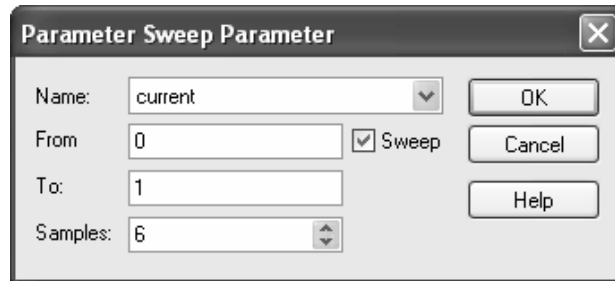 Parameter Sweep Parameter
Name: current OK
From 0 Sweep Cancel
To: 1 Help
Samples: 6